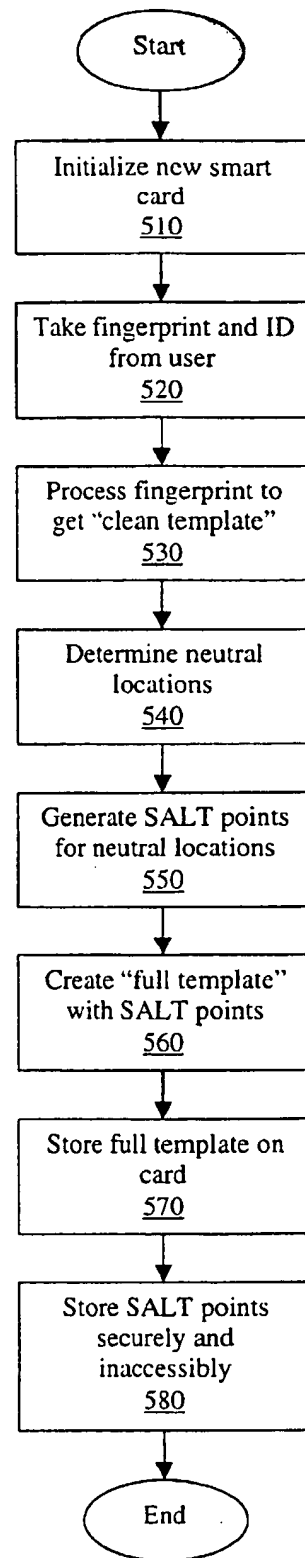 Start
Initialize new smart
card
510
Take fingerprint and ID
from user
520
Process fingerprint to
get “clean template”
530
Determine neutral
locations
540
Generate SALT points
for neutral locations
550
Create “full template”
with SALT points
560
Store full template on
card
570
Store SALT points
securely and
inaccessibly
580
End